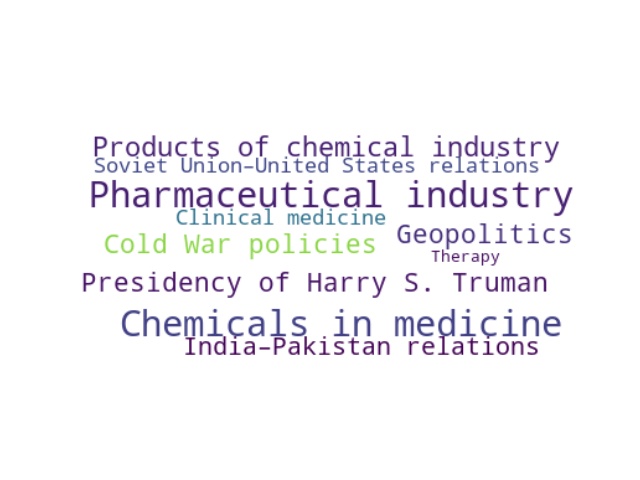 Products of chemical industry
Soviet Union–United States relations
Pharmaceutical industry
Clinical medicine
Cold War policies
Geopolitics
Therapy
Presidency of Harry S. Truman
Chemicals in medicine
India–Pakistan relations